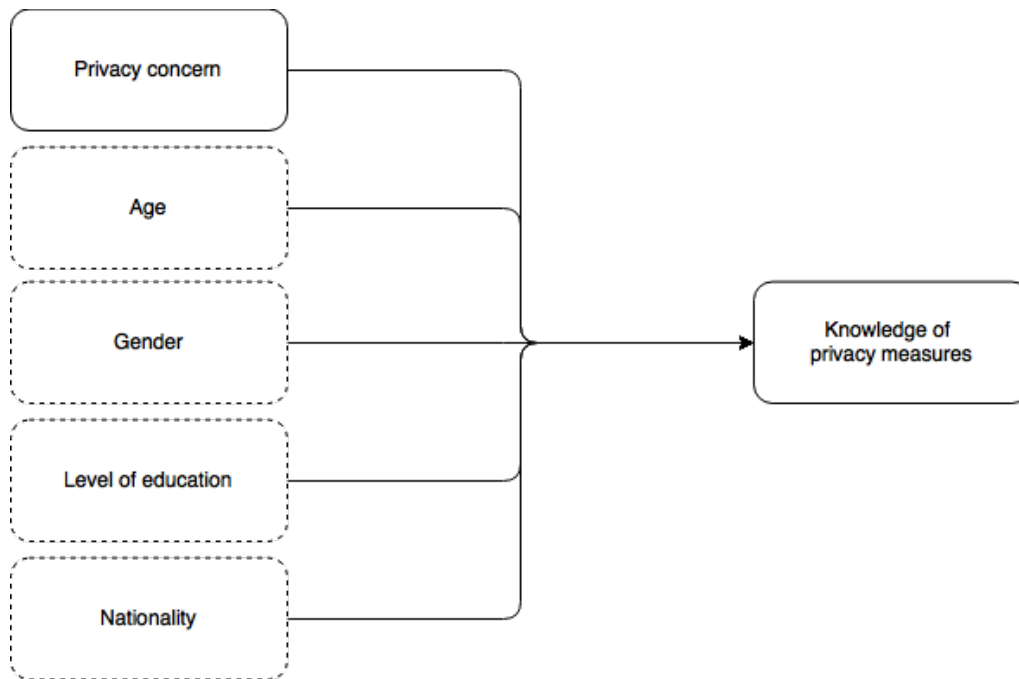 Privacy concern
Age
Gender
Level of education
Nationality
Knowledge of
privacy measures